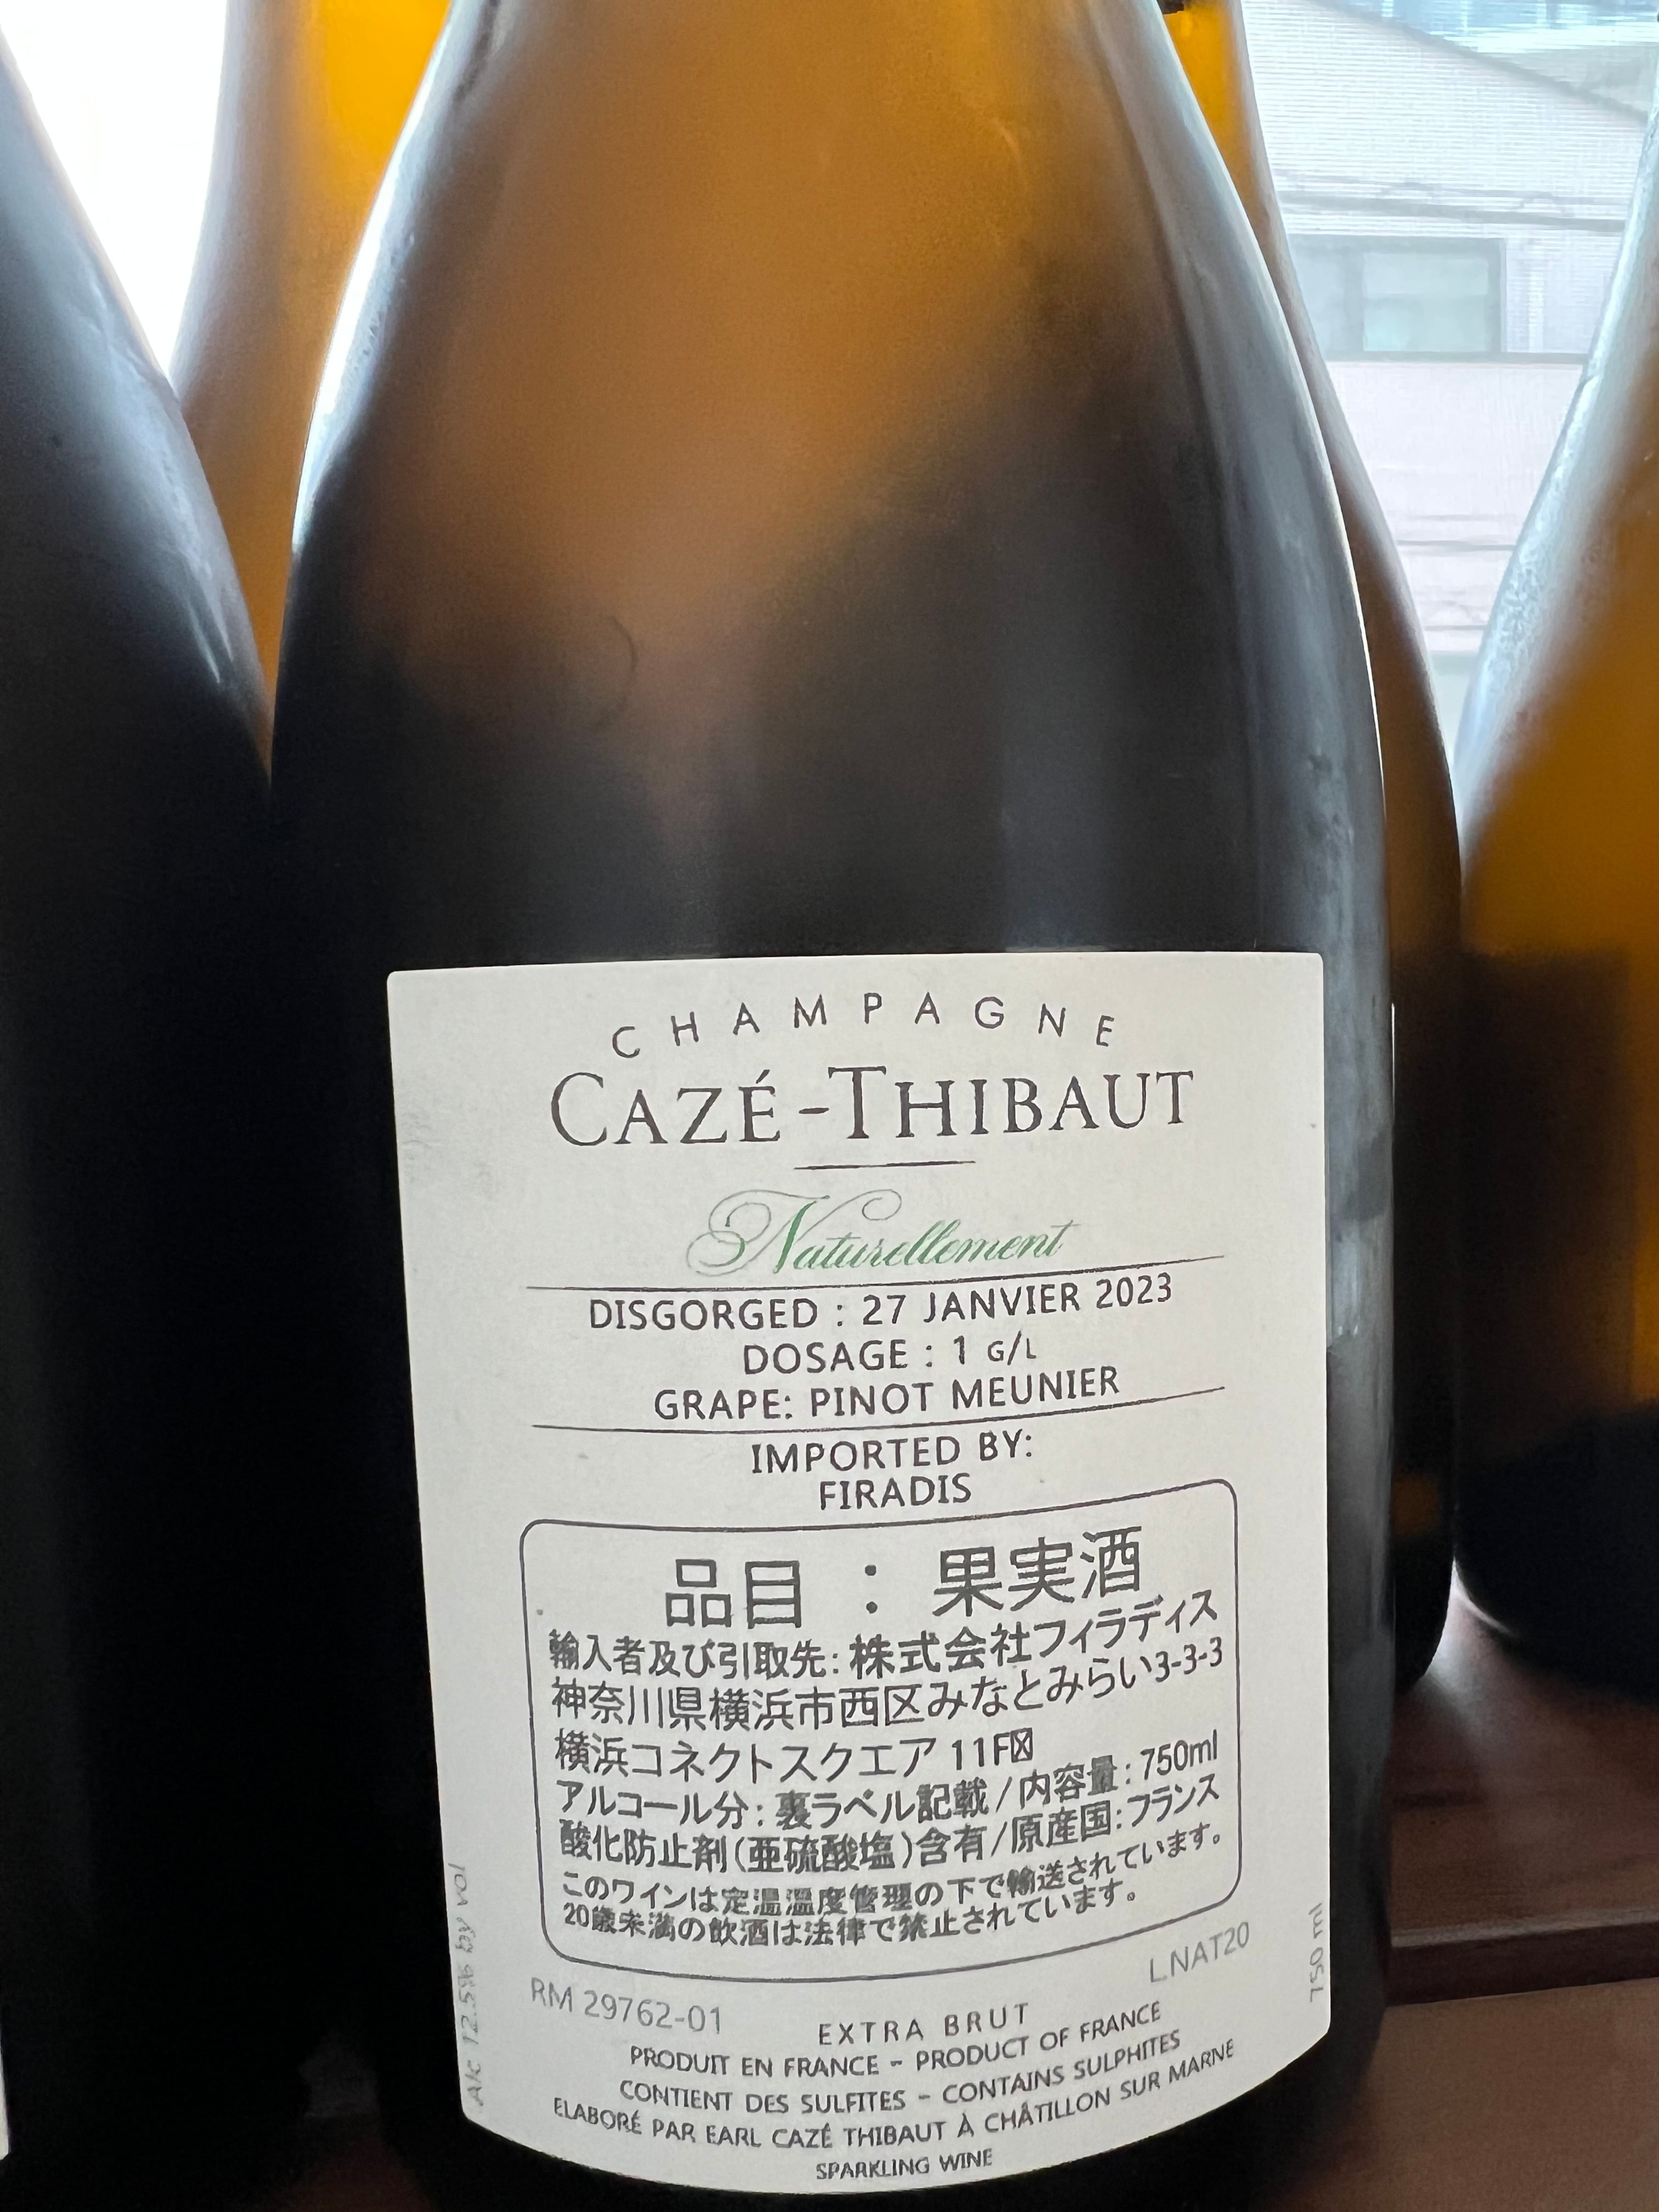 CHAMPAGNE
CAZÉ-THIBAUT
Naturellement
DISGORGED : 27 JANVIER 2023
DOSAGE : 1 G/L
GRAPE: PINOT MEUNIER
IMPORTED BY:
FIRADIS
品目 : 果実酒
輸入者及び引取先: 株式会社フィラディス
神奈川県横浜市西区みなとみらい3-3-3
横浜コネクトスクエア 11F
アルコール分: 裏ラベル記載/内容量: 750ml
酸化防止剤(亜硫酸塩)含有/原産国: フランス
このワインは定温温度管理の下で輸送されています。
20歳未満の飲酒は法律で禁止されています。
Alc 12.5% by vol
750 ml
RM 29762-01
LNAT20
EXTRA BRUT
PRODUIT EN FRANCE - PRODUCT OF FRANCE
CONTIENT DES SULFITES - CONTAINS SULPHITES
ELABORÉ PAR EARL CAZÉ THIBAUT À CHÂTILLON SUR MARNE
SPARKLING WINE